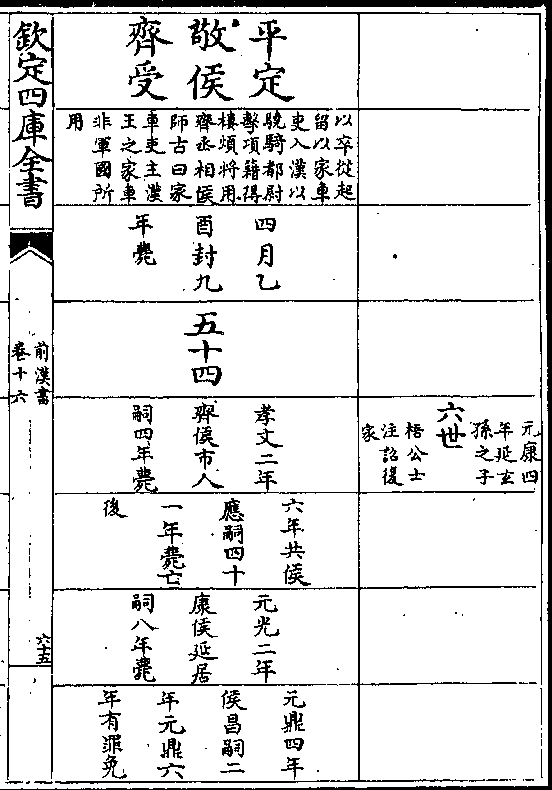 元康四
年延玄
孫之子
六世
梧公士
注詔復
家
平定
敬侯
齊受
以卒從起
留以家車
吏入漢以
驍騎都尉
擊項籍得
樓煩將用
齊丞相侯
師古曰家
車吏主漢
王之家車
非軍國所
用
四月乙
酉封九
年薨
五十四
孝文二年
齊侯市人
嗣四年薨
六年共侯
應嗣四十
一年薨亡
後
元光二年
康侯延居
嗣八年薨
元鼎四年
侯昌嗣二
年元鼎六
年有罪免
欽定四庫全書
前漢書
卷十六
六十五